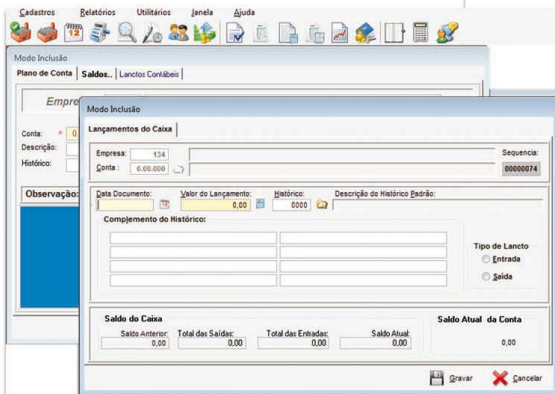 Cadastros Relatórios Utilitários Janela Ajuda
12
Modo Inclusão
Plano de Conta Saldos.. Lanctos Contábeis
Empre
Conta: 0.
Descrição:
Histórico:
Observação:
Modo Inclusão
Lançamentos do Caixa
Empresa: 134 Sequencia:
Conta : 0.00.000 00000074
Data Documento: Valor do Lançamento: Histórico: Descrição do Histórico Padrão:
0,00 0000
Complemento do Histórico:
Tipo de Lancto
Entrada
Saída
Saldo do Caixa Saldo Atual da Conta
Saldo Anterior: Total das Saídas: Total das Entradas: Saldo Atual:
0,00 0,00 0,00 0,00 0,00
Gravar Cancelar